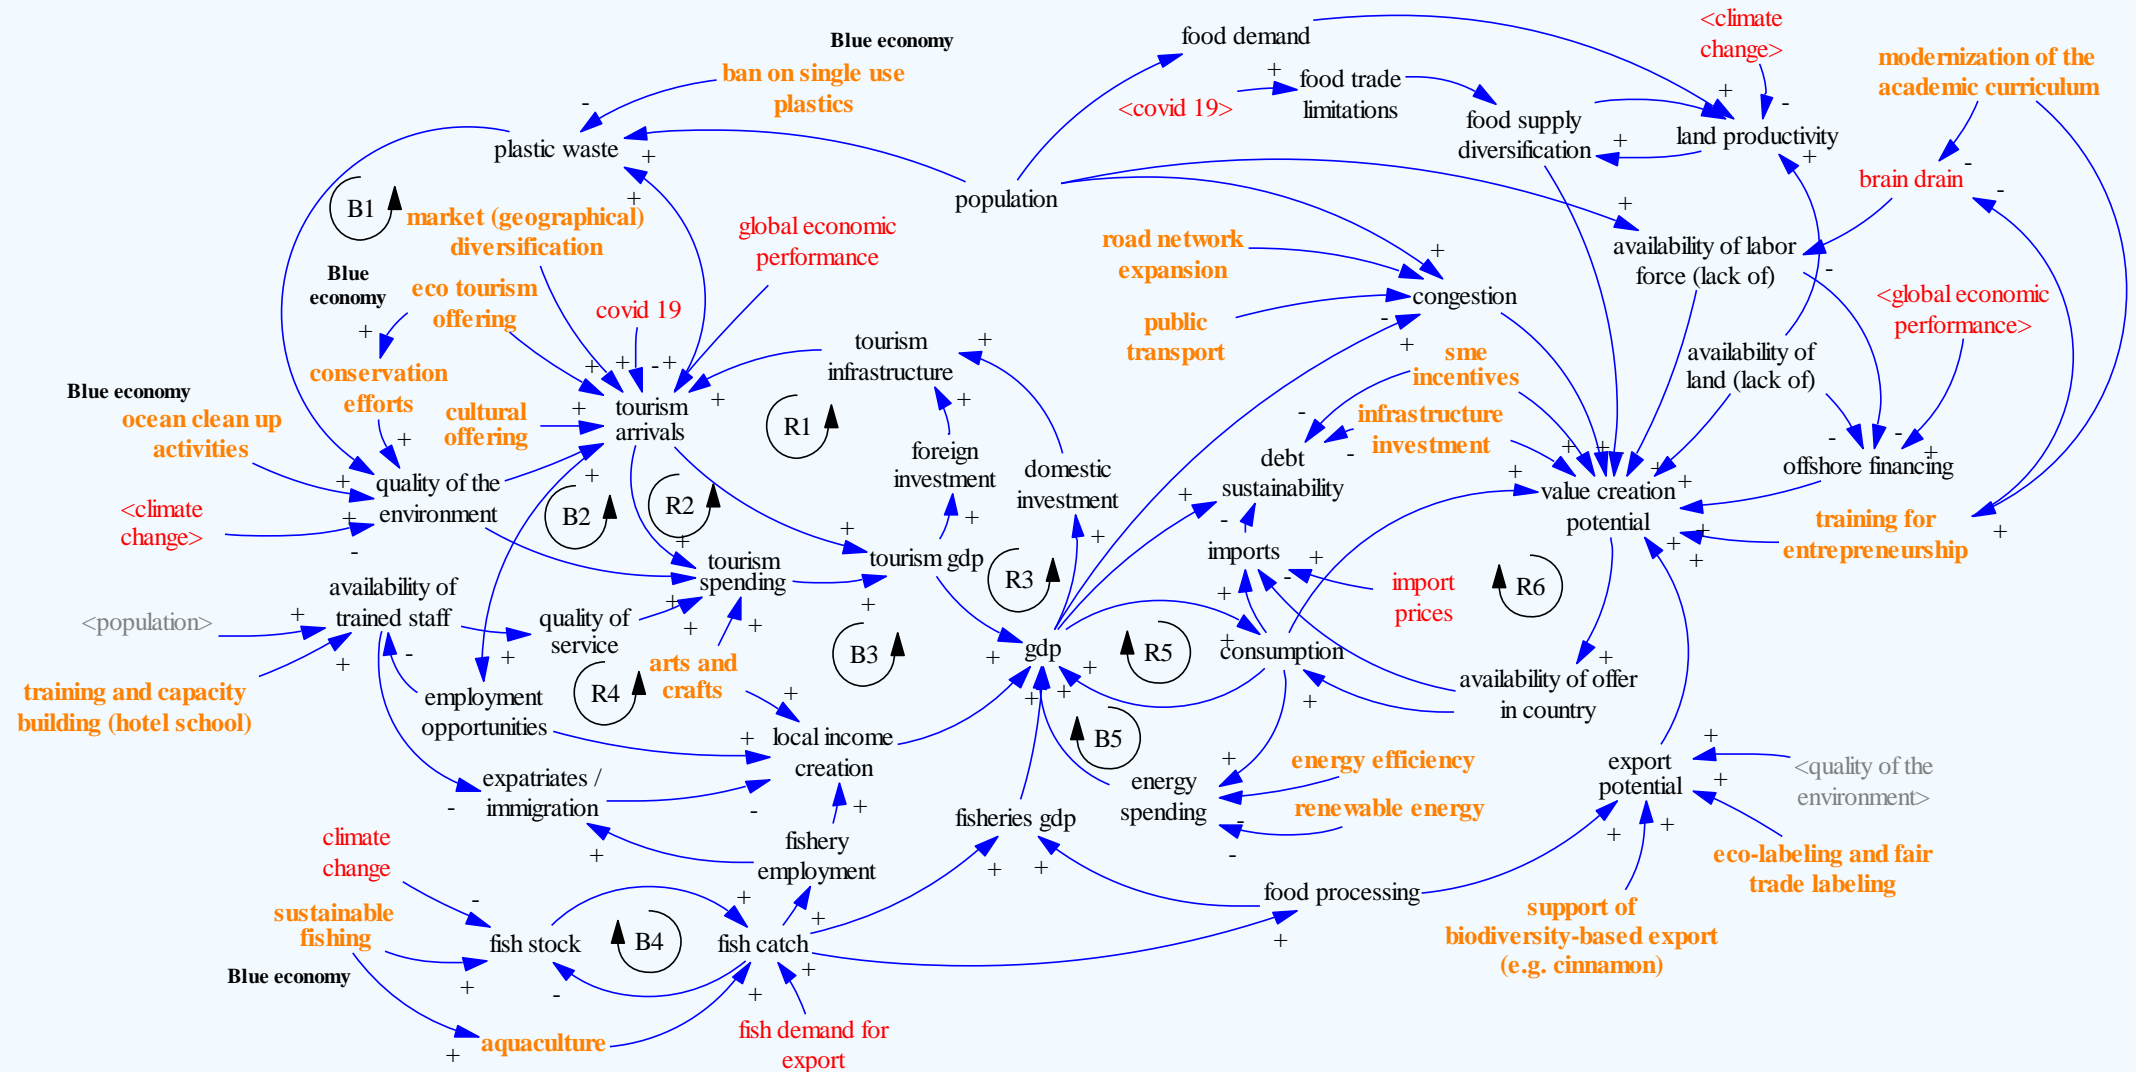 Blue economy
ban on single use
plastics
food demand
<covid 19>
food trade
limitations
<climate
change>
modernization of the
academic curriculum
plastic waste
food supply
diversification
land productivity
brain drain
population
B1
market (geographical)
diversification
global economic
performance
road network
expansion
availability of labor
force (lack of)
Blue
economy
eco tourism
offering
covid 19
congestion
<global economic
performance>
public
transport
tourism
infrastructure
sme
incentives
availability of
land (lack of)
conservation
efforts
Blue economy
ocean clean up
activities
cultural
offering
tourism
arrivals
R1
infrastructure
investment
foreign
investment
domestic
investment
debt
sustainability
offshore financing
quality of the
environment
value creation
potential
B2
R2
<climate
change>
training for
entrepreneurship
tourism
spending
tourism gdp
R3
imports
import
prices
R6
availability of
trained staff
<population>
quality of
service
B3
gdp
R5
consumption
arts and
crafts
training and capacity
building (hotel school)
employment
opportunities
R4
availability of offer
in country
local income
creation
B5
energy efficiency
export
potential
<quality of the
environment>
expatriates /
immigration
energy
spending
renewable energy
fisheries gdp
climate
change
fishery
employment
eco-labeling and fair
trade labeling
food processing
sustainable
fishing
support of
biodiversity-based export
(e.g. cinnamon)
fish stock
B4
fish catch
Blue economy
aquaculture
fish demand for
export